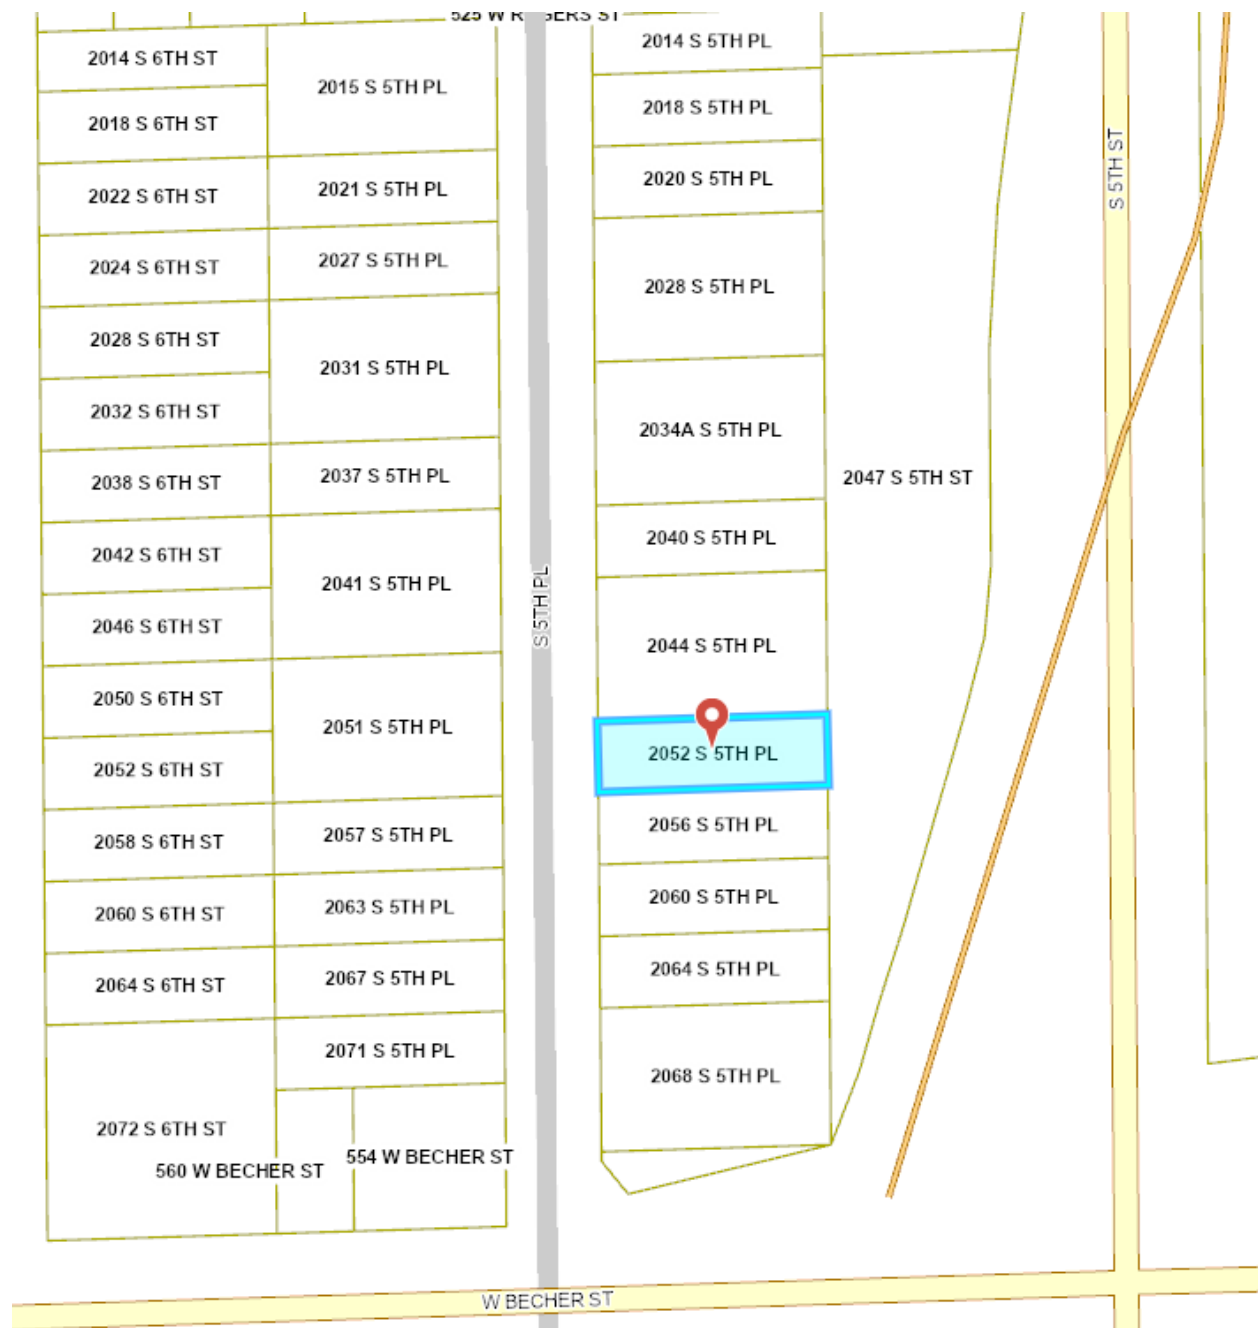 525 W ROGERS ST
2014 S 6TH ST
2018 S 6TH ST
2022 S 6TH ST
2024 S 6TH ST
2028 S 6TH ST
2032 S 6TH ST
2038 S 6TH ST
2042 S 6TH ST
2046 S 6TH ST
2050 S 6TH ST
2052 S 6TH ST
2058 S 6TH ST
2060 S 6TH ST
2064 S 6TH ST
2072 S 6TH ST
560 W BECHER ST
2015 S 5TH PL
2021 S 5TH PL
2027 S 5TH PL
2031 S 5TH PL
2037 S 5TH PL
2041 S 5TH PL
2051 S 5TH PL
2057 S 5TH PL
2063 S 5TH PL
2067 S 5TH PL
2071 S 5TH PL
554 W BECHER ST
S 5TH PL
2014 S 5TH PL
2018 S 5TH PL
2020 S 5TH PL
2028 S 5TH PL
2034A S 5TH PL
2040 S 5TH PL
2044 S 5TH PL
2052 S 5TH PL
2056 S 5TH PL
2060 S 5TH PL
2064 S 5TH PL
2068 S 5TH PL
2047 S 5TH ST
S 5TH ST
W BECHER ST